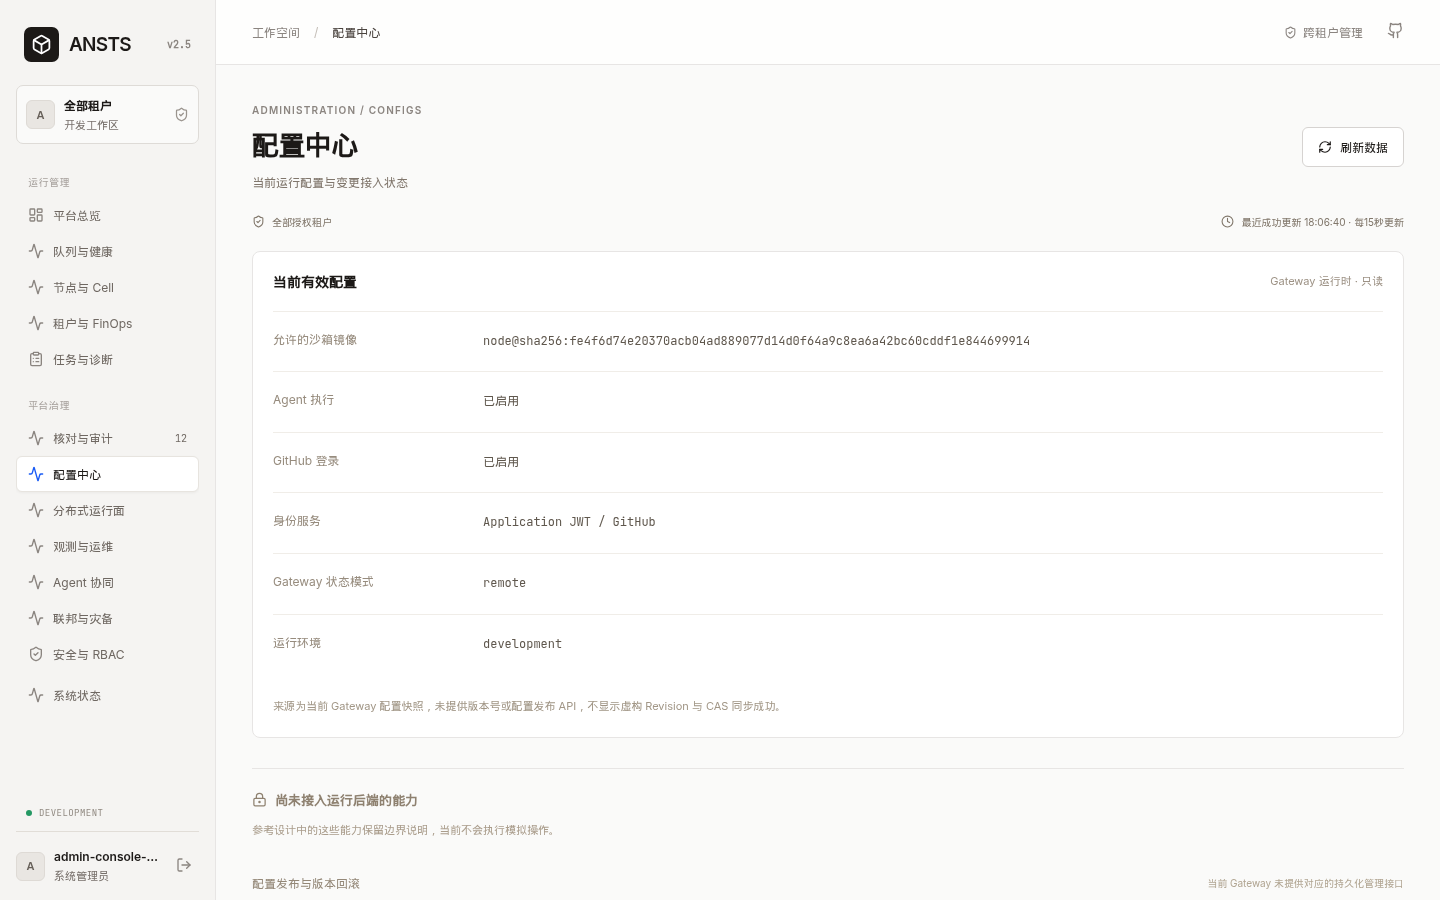 ANSTS
v2.5
A
全部租户
开发工作区
运行管理
平台总览
队列与健康
节点与 Cell
租户与 FinOps
任务与诊断
平台治理
核对与审计
12
配置中心
分布式运行面
观测与运维
Agent 协同
联邦与灾备
安全与 RBAC
系统状态
DEVELOPMENT
A
admin-console-...
系统管理员
工作空间 / 配置中心
跨租户管理
ADMINISTRATION / CONFIGS
配置中心
当前运行配置与变更接入状态
刷新数据
全部授权租户
最近成功更新 18:06:40 · 每15秒更新
当前有效配置
Gateway 运行时 · 只读
允许的沙箱镜像
node@sha256:fe4f6d74e20370acb04ad889077d14d0f64a9c8ea6a42bc60cddf1e844699914
Agent 执行
已启用
GitHub 登录
已启用
身份服务
Application JWT / GitHub
Gateway 状态模式
remote
运行环境
development
来源为当前 Gateway 配置快照，未提供版本号或配置发布 API，不显示虚构 Revision 与 CAS 同步成功。
尚未接入运行后端的能力
参考设计中的这些能力保留边界说明，当前不会执行模拟操作。
配置发布与版本回滚
当前 Gateway 未提供对应的持久化管理接口